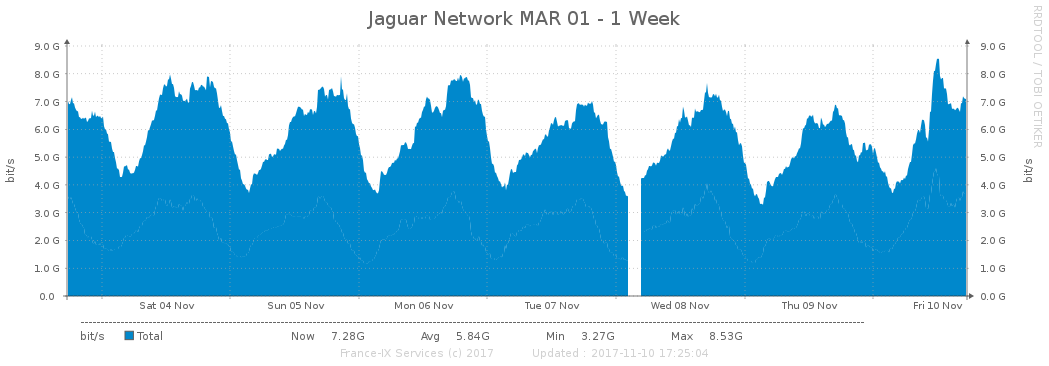 Jaguar Network MAR 01 - 1 Week
RRDTOOL / TOBI OETIKER
9.0 G 9.0 G
8.0 G 8.0 G
7.0 G 7.0 G
6.0 G 6.0 G
5.0 G 5.0 G
4.0 G 4.0 G
3.0 G 3.0 G
2.0 G 2.0 G
1.0 G 1.0 G
0.0 0.0 G
bit/s
bit/s
Sat 04 Nov Sun 05 Nov Mon 06 Nov Tue 07 Nov Wed 08 Nov Thu 09 Nov Fri 10 Nov
bit/s Total Now 7.28G Avg 5.84G Min 3.27G Max 8.53G
France-IX Services (c) 2017 Updated : 2017-11-10 17:25:04